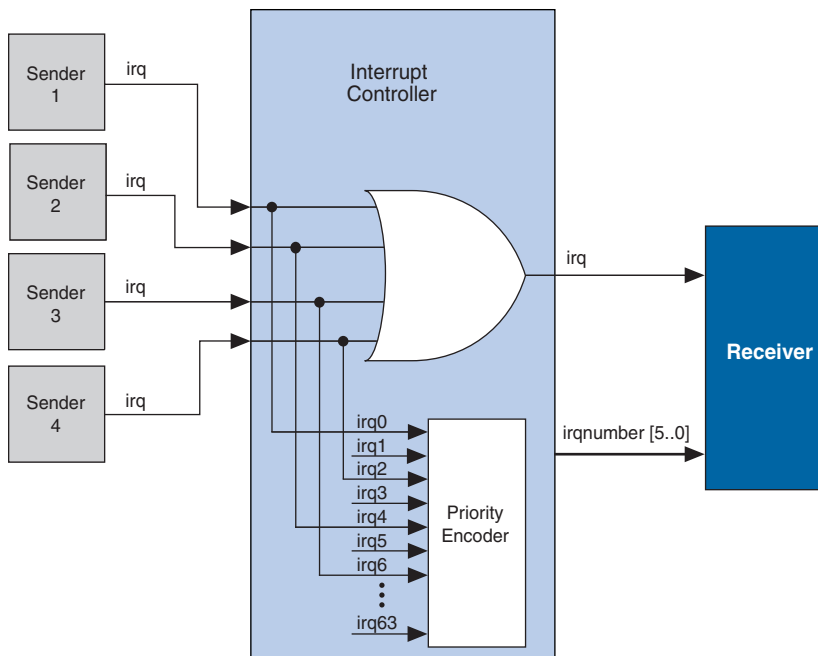 Sender
1
irq
Sender
2
irq
Sender
3
irq
Sender
4
irq
Interrupt
Controller
irq0
irq1
irq2
irq3
irq4
irq5
irq6
irq63
Priority
Encoder
irq
irqnumber [5..0]
Receiver